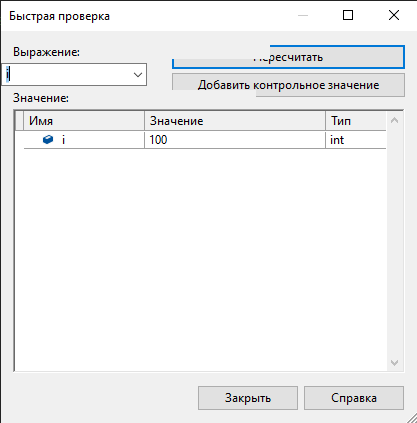 Быстрая проверка
Выражение:
Пересчитать
i
Добавить контрольное значение
Значение:
Имя Значение Тип
i 100 int
Закрыть Справка